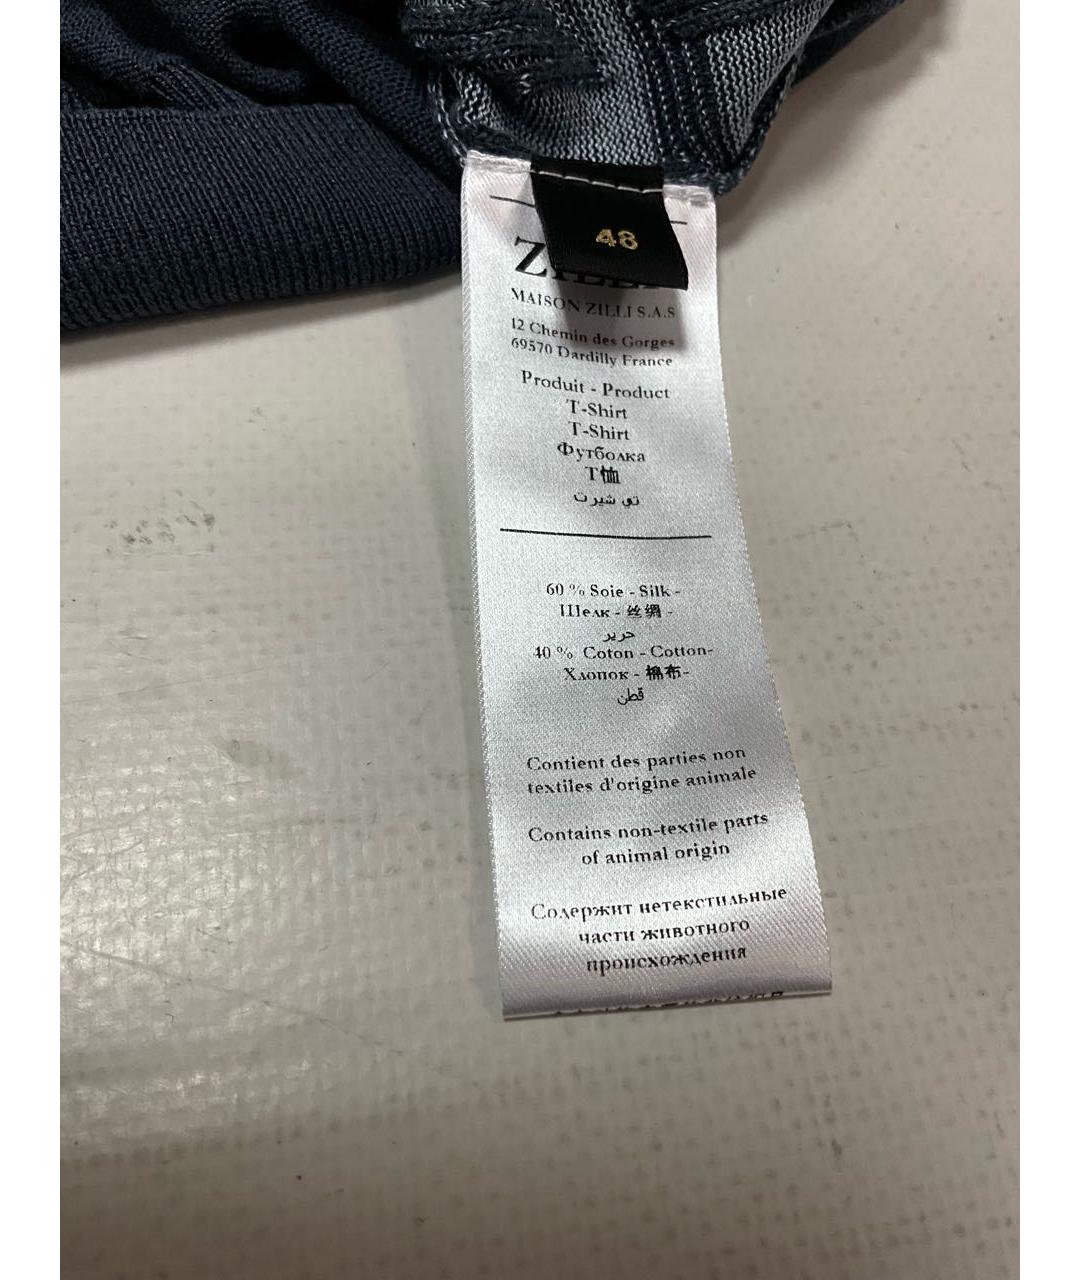 48
MAISON ZILLI S.A.S
12 Chemin des Gorges
69570 Dardilly France
Produit - Product
T-Shirt
T-Shirt
Футболка
T恤
تي شيرت
60 % Soie - Silk -
Шелк - 丝绸 -
حرير
40 % Coton - Cotton-
Хлопок - 棉布-
قطن
Contient des parties non
textiles d'origine animale
Contains non-textile parts
of animal origin
Содержит нетекстильные
части животного
происхождения